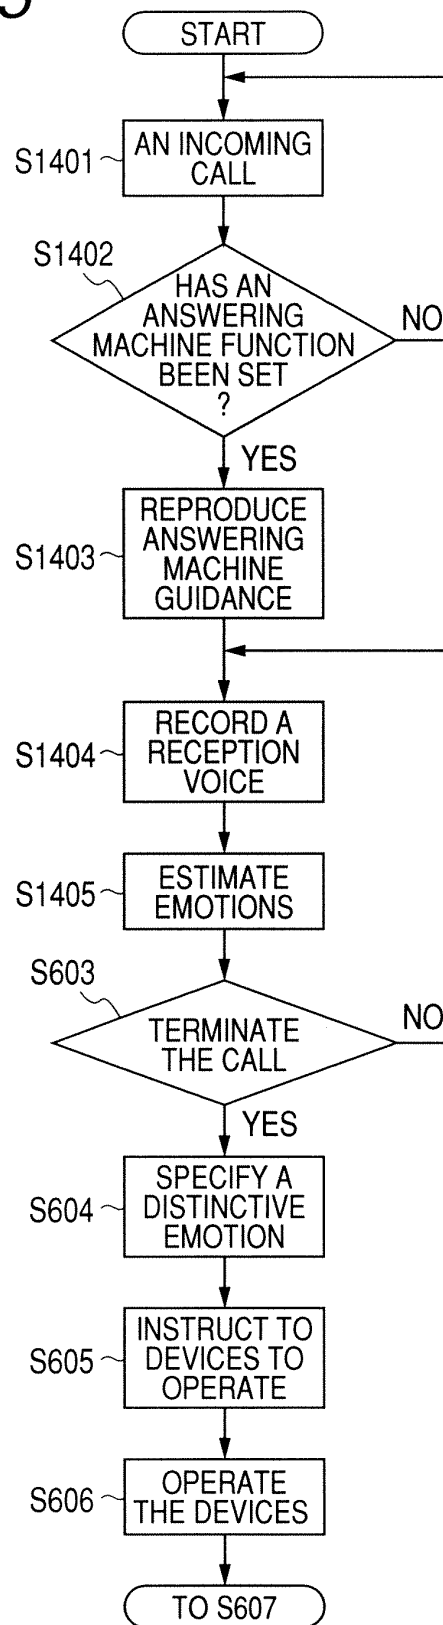 START
S1401
AN INCOMING
CALL
S1402
HAS AN
ANSWERING
MACHINE FUNCTION
BEEN SET
?
NO
YES
S1403
REPRODUCE
ANSWERING
MACHINE
GUIDANCE
S1404
RECORD A
RECEPTION
VOICE
S1405
ESTIMATE
EMOTIONS
S603
TERMINATE
THE CALL
NO
YES
S604
SPECIFY A
DISTINCTIVE
EMOTION
S605
INSTRUCT TO
DEVICES TO
OPERATE
S606
OPERATE
THE DEVICES
TO S607